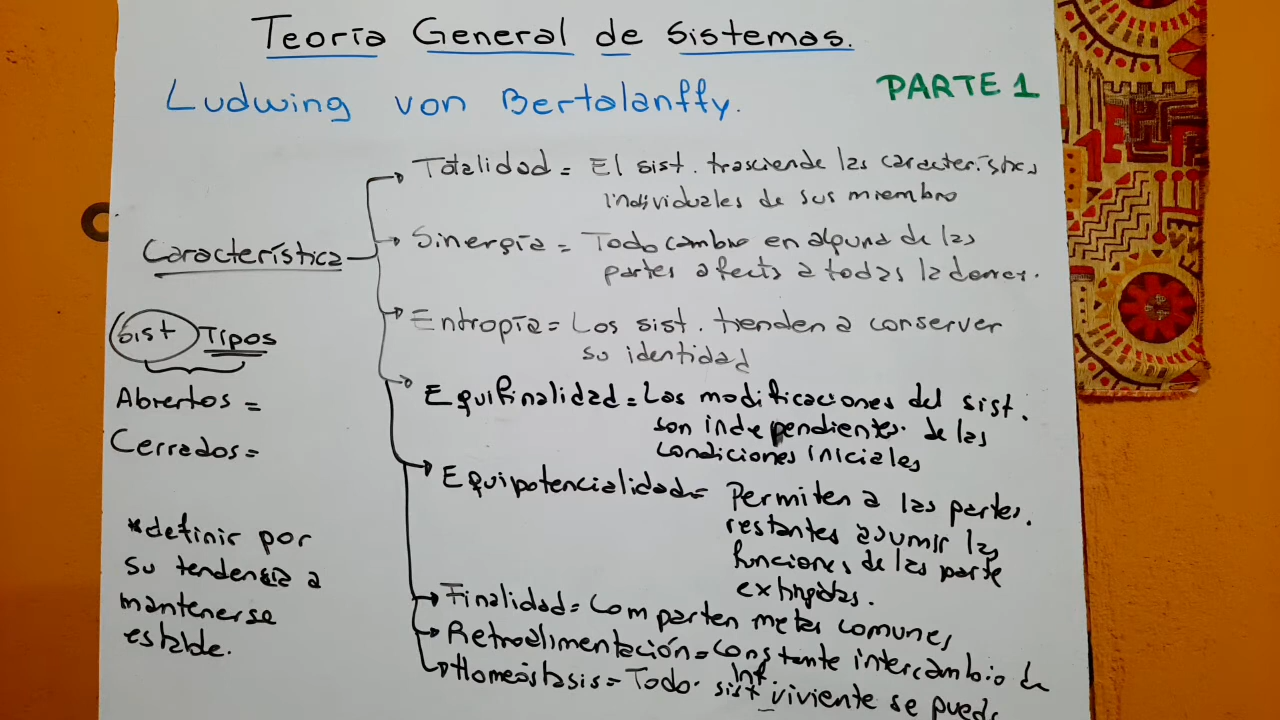 Teoría General de Sistemas.
Ludwing von Bertalanffy.
PARTE 1
Característica
Totalidad = El sist. trasciende las características
individuales de sus miembro
Sinergía = Todo cambio en alguna de las
partes afecta a todas la demas.
Entropía = Los sist. tienden a conserver
su identidad
Equifinalidad = Las modificaciones del sist.
son independientes. de las
condiciones iniciales
Equipotencialidad = Permiten a las partes.
restantes asumir las
funciones de las parte
extingidas.
Finalidad = Comparten metas comunes
Retroalimentación = Constante intercambio de
Inf.
Homeóstasis = Todo. sist viviente se puede
Sist Tipos
Abiertos =
Cerrados =
*definir por
su tendencia a
mantenerse
estable.